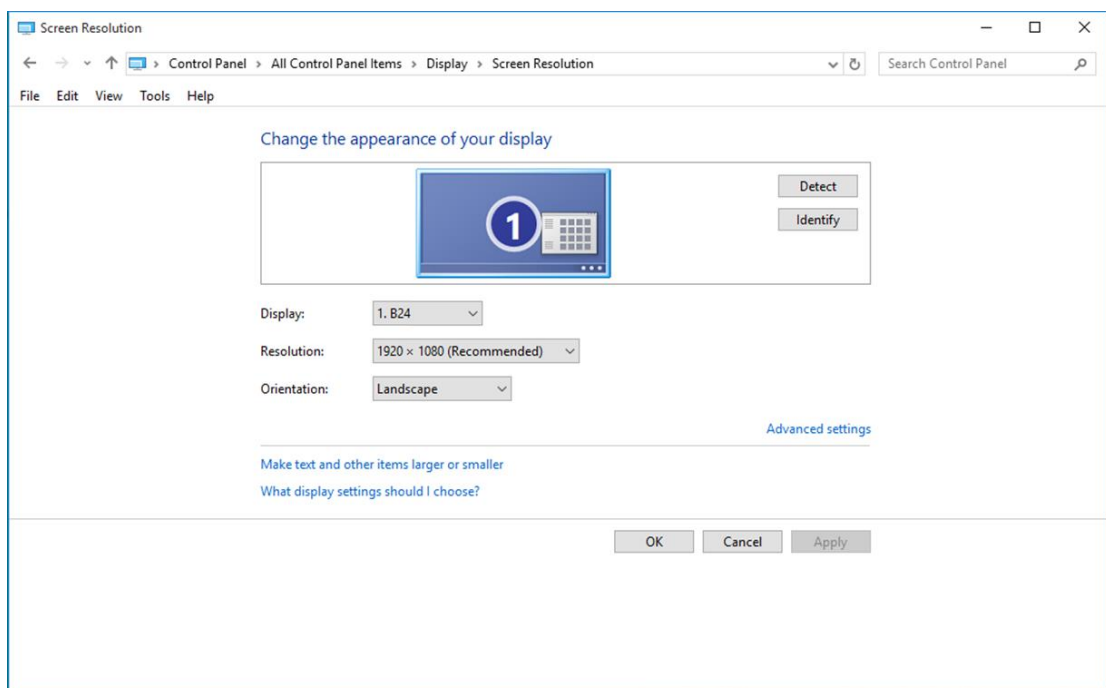 Screen Resolution
Control Panel > All Control Panel Items > Display > Screen Resolution
Search Control Panel
File Edit View Tools Help
Change the appearance of your display
1
Detect
Identify
Display: 1. B24
Resolution: 1920 × 1080 (Recommended)
Orientation: Landscape
Advanced settings
Make text and other items larger or smaller
What display settings should I choose?
OK Cancel Apply